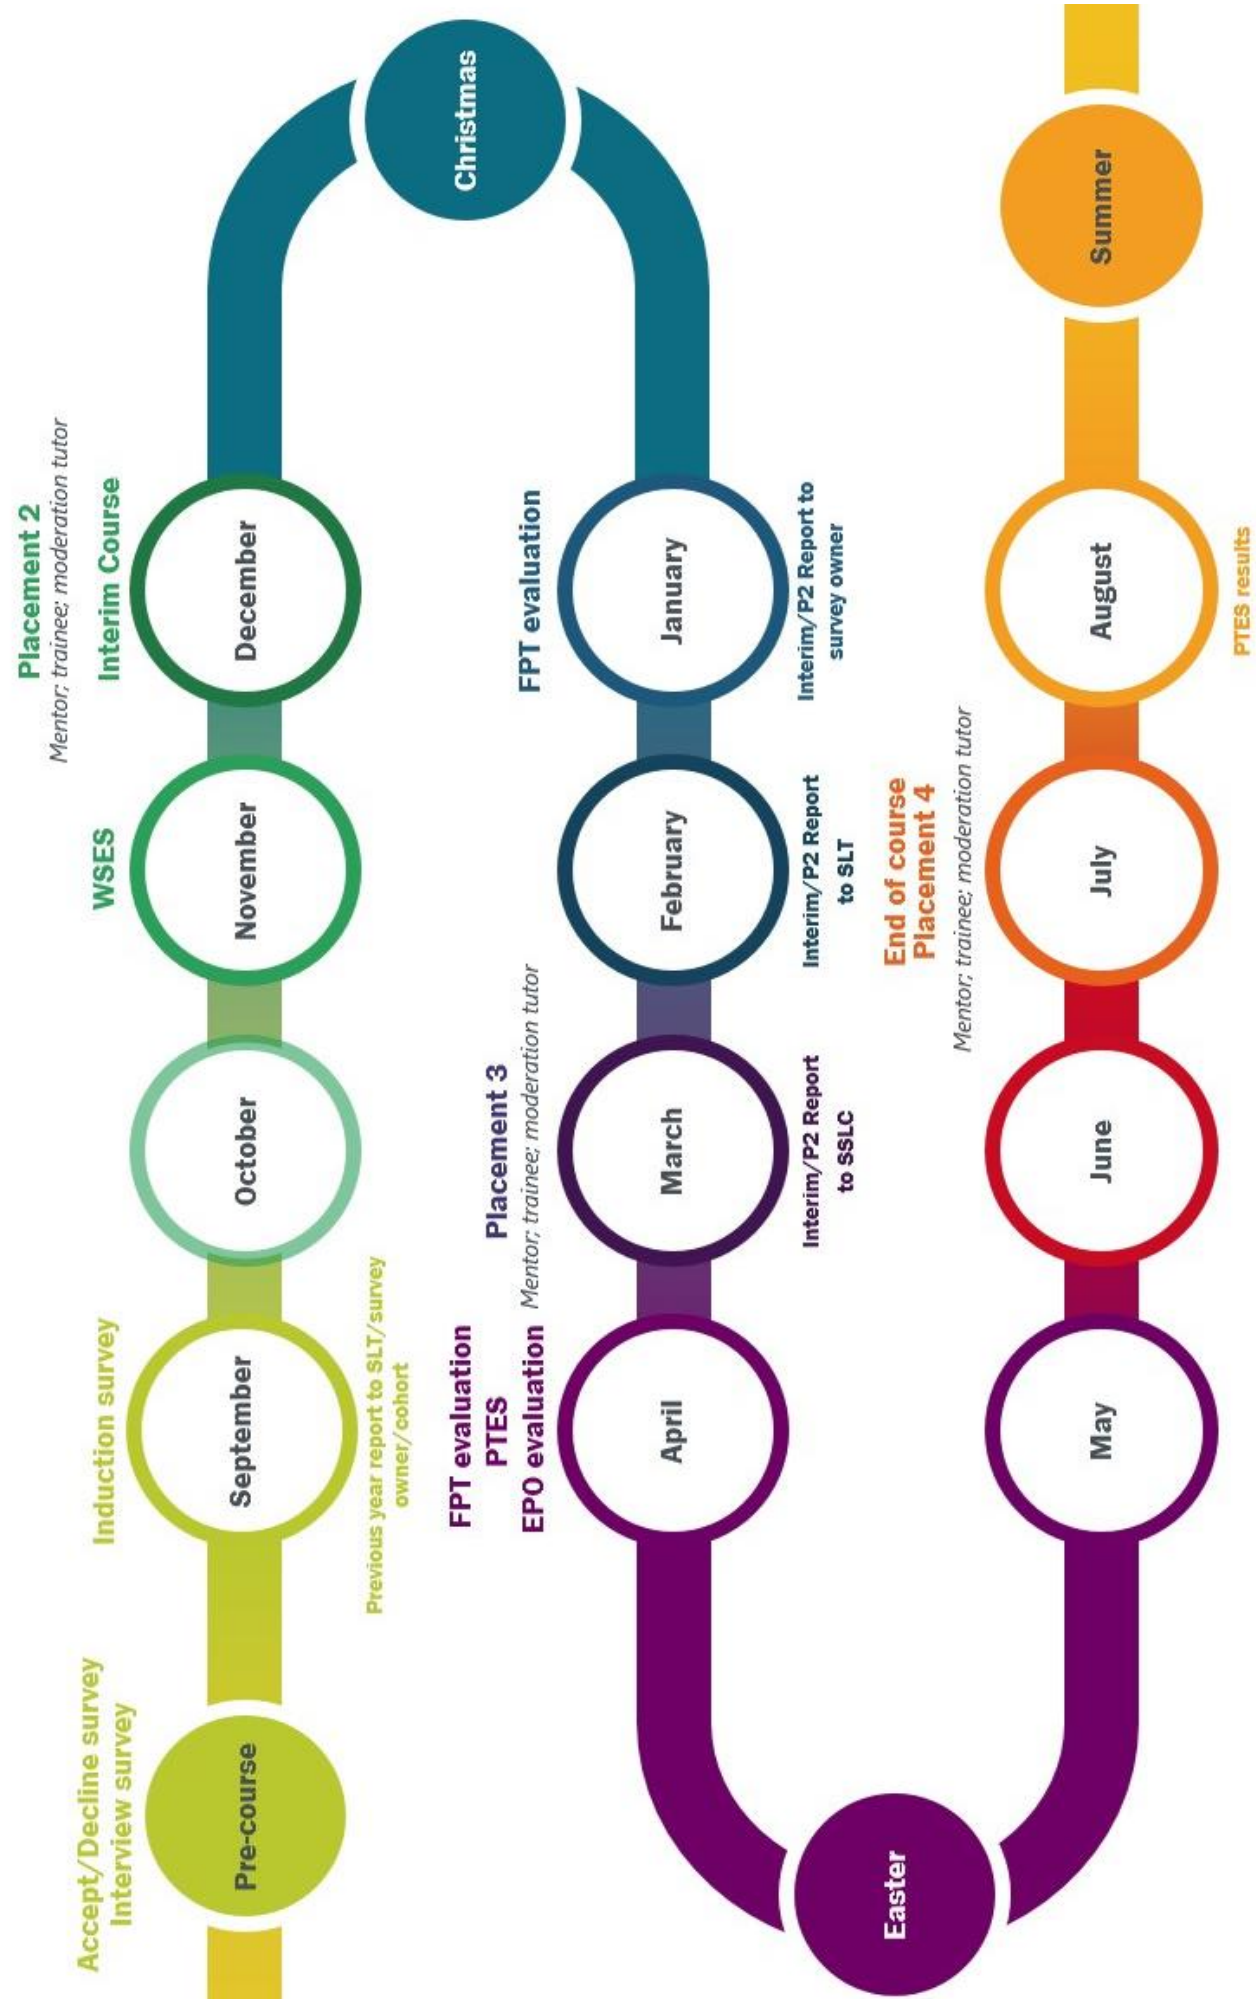 Accept/Decline survey
Interview survey
Pre-course
Induction survey
September
Previous year report to SLT/survey
owner/cohort
October
WSES
November
Placement 2
Mentor; trainee; moderation tutor
Interim Course
December
Christmas
FPT evaluation
January
Interim/P2 Report to
survey owner
February
Interim/P2 Report
to SLT
Placement 3
Mentor; trainee; moderation tutor
March
Interim/P2 Report
to SSLC
FPT evaluation
PTES
EPO evaluation
April
Easter
May
June
End of course
Placement 4
Mentor; trainee; moderation tutor
July
August
PTES results
Summer